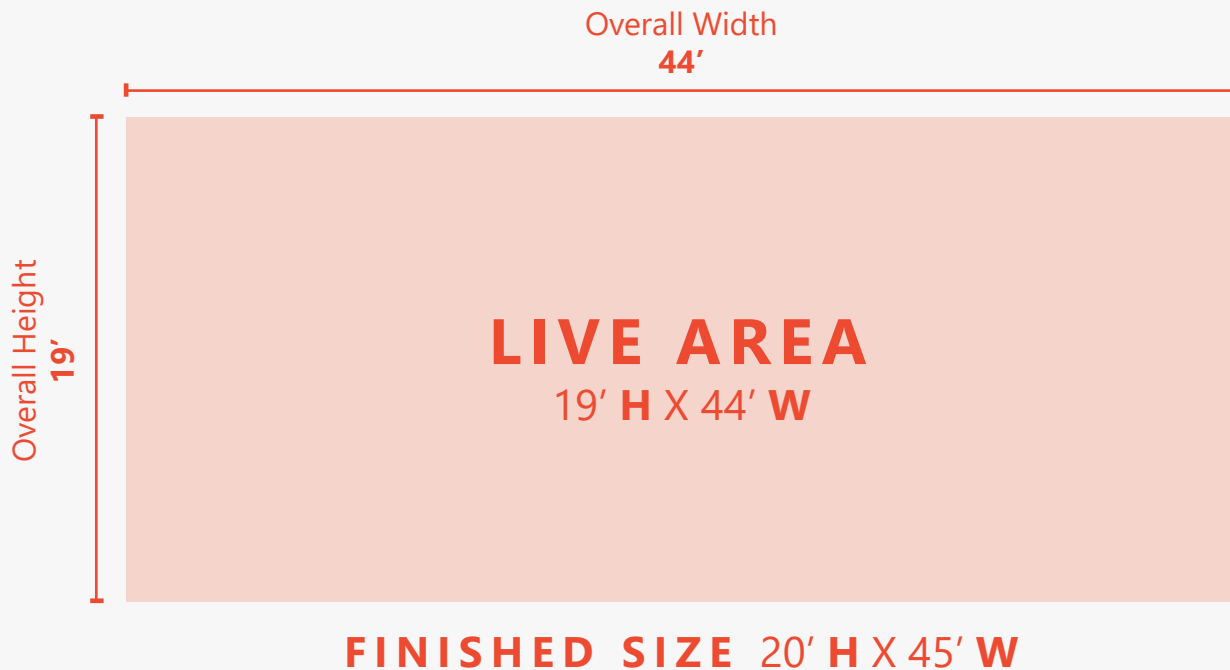 Overall Width
44′
Overall Height
19′
LIVE AREA
19′ H X 44′ W
FINISHED SIZE 20′ H X 45′ W